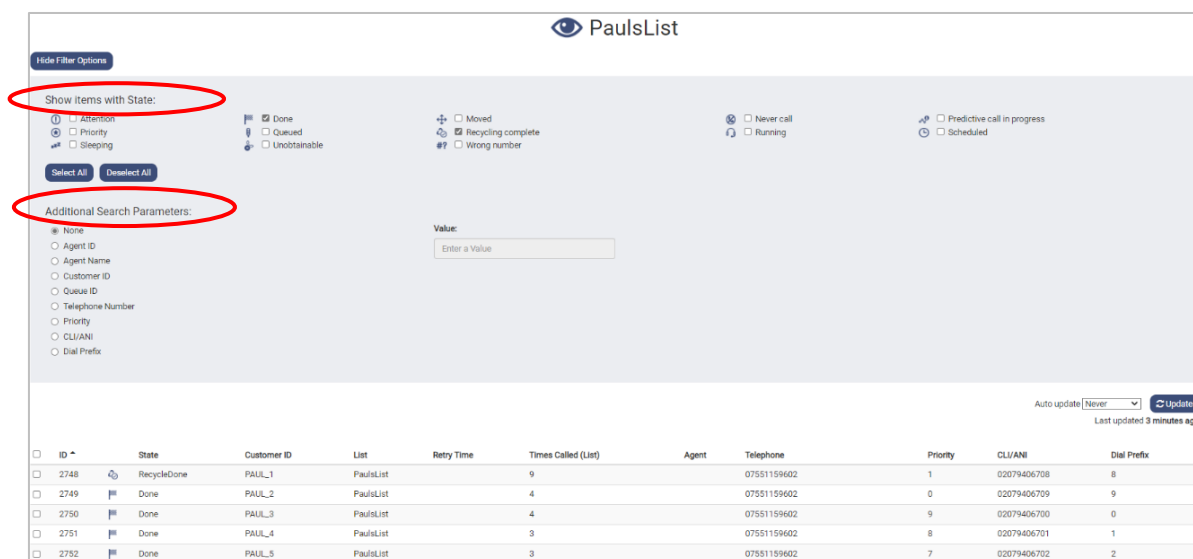 PaulsList
Hide Filter Options
Show items with State:
Attention Done Moved Never call Predictive call in progress
Priority Queued Recycling complete Running Scheduled
Sleeping Unobtainable #? Wrong number
Select All Deselect All
Additional Search Parameters:
None Value:
Agent ID Enter a Value
Agent Name
Customer ID
Queue ID
Telephone Number
Priority
CLI/ANI
Dial Prefix
Auto update Never Update
Last updated 3 minutes ag
ID State Customer ID List Retry Time Times Called (List) Agent Telephone Priority CLI/ANI Dial Prefix
2748 RecycleDone PAUL_1 PaulsList 9 07551159602 1 02079406708 8
2749 Done PAUL_2 PaulsList 4 07551159602 0 02079406709 9
2750 Done PAUL_3 PaulsList 4 07551159602 9 02079406700 0
2751 Done PAUL_4 PaulsList 3 07551159602 8 02079406701 1
2752 Done PAUL_5 PaulsList 3 07551159602 7 02079406702 2